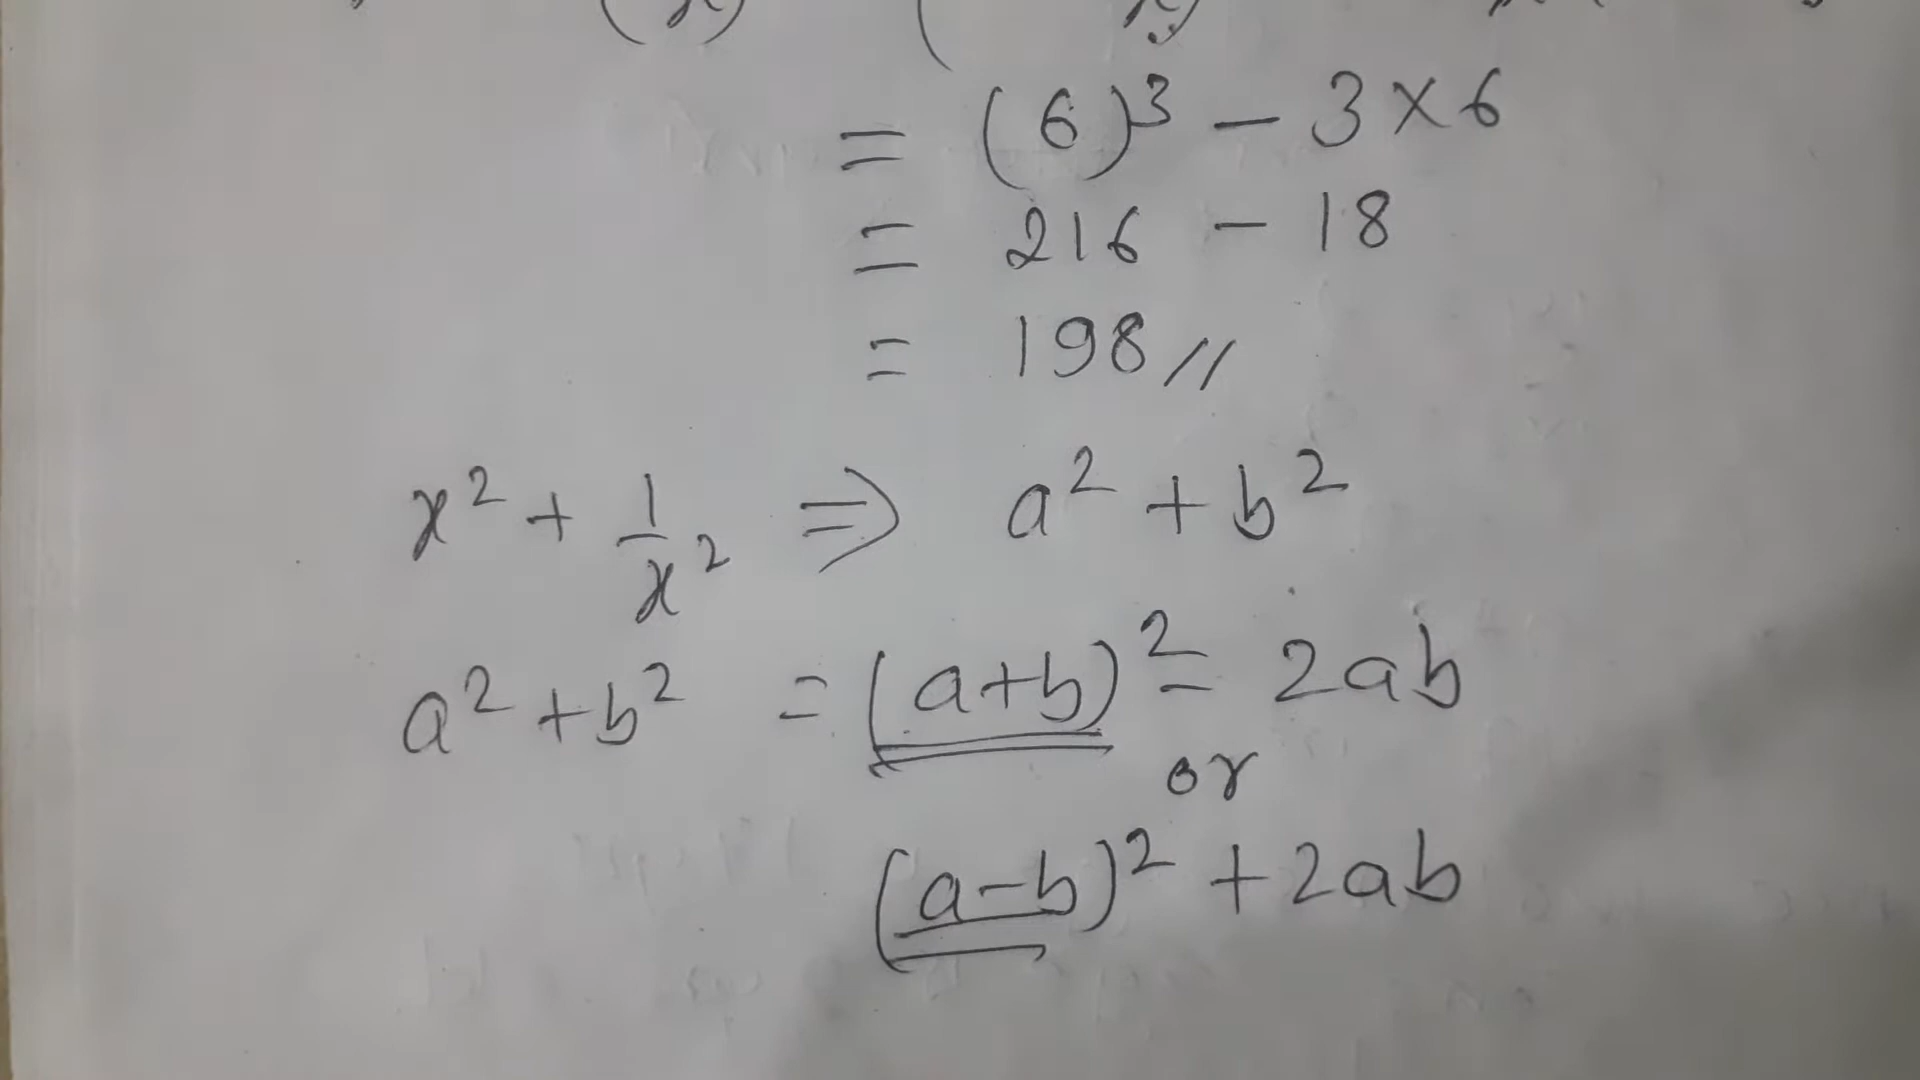 = (6)³ - 3 × 6
= 216 - 18
= 198 //
x² + 1/x² ⇒ a² + b²
a² + b² = (a+b)² = 2ab
or
(a-b)² + 2ab